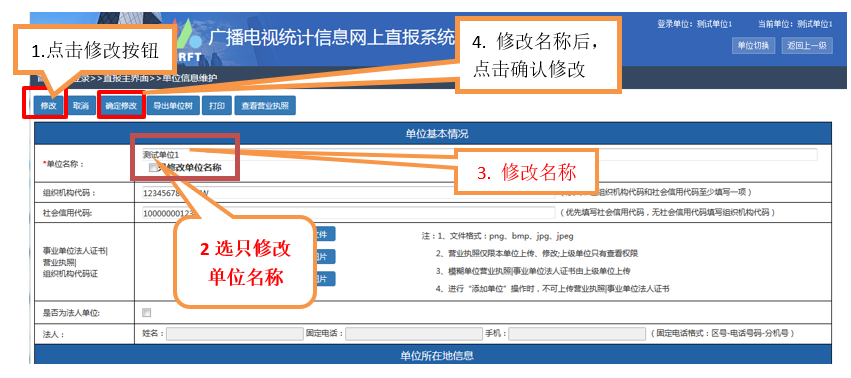 登录单位：测试单位1 当前单位：测试单位1
广播电视统计信息网上直报系统
RFT
单位切换 返回上一级
1.点击修改按钮
4. 修改名称后，
点击确认修改
录>>直报主界面>>单位信息维护
修改 取消 确定修改 导出单位树 打印 查看营业执照
单位基本情况
*单位名称：
测试单位1
只修改单位名称
3. 修改名称
组织机构代码：
12345678
组织机构代码和社会信用代码至少填写一项）
社会信用代码:
1000000012
（优先填写社会信用代码，无社会信用代码填写组织机构代码）
2 选只修改
单位名称
事业单位法人证书|
营业执照|
组织机构代码证
件
片
片
注：1、文件格式：png、bmp、jpg、jpeg
2、营业执照仅限本单位上传、修改;上级单位只有查看权限
3、模糊单位营业执照|事业单位法人证书由上级单位上传
4、进行“添加单位”操作时，不可上传营业执照|事业单位法人证书
是否为法人单位:
法人：
姓名： 固定电话： 手机： （固定电话格式：区号-电话号码-分机号）
单位所在地信息